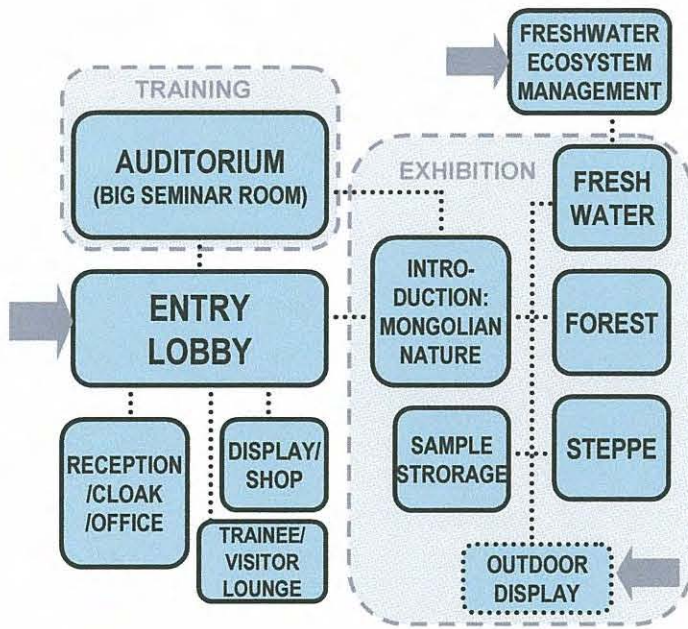 FRESHWATER
ECOSYSTEM
MANAGEMENT
TRAINING
AUDITORIUM
(BIG SEMINAR ROOM)
EXHIBITION
FRESH
WATER
ENTRY
LOBBY
INTRO-
DUCTION:
MONGOLIAN
NATURE
FOREST
RECEPTION
/CLOAK
/OFFICE
DISPLAY/
SHOP
TRAINEE/
VISITOR
LOUNGE
SAMPLE
STRORAGE
STEPPE
OUTDOOR
DISPLAY